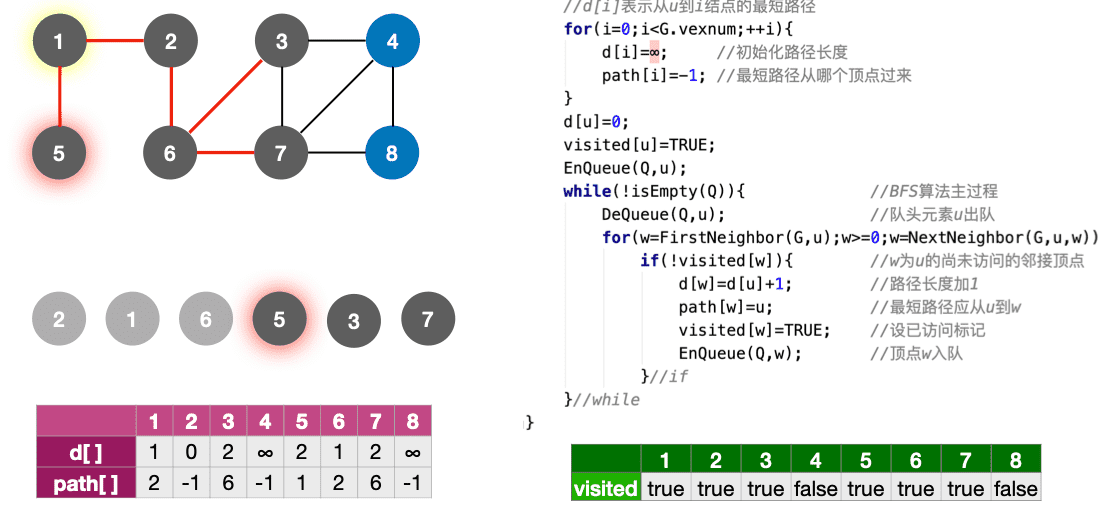 1 2 3 4
5 6 7 8
2 1 6 5 3 7
1 2 3 4 5 6 7 8
d[ ] 1 0 2 ∞ 2 1 2 ∞
path[ ] 2 -1 6 -1 1 2 6 -1
//d[i]表示从u到i结点的最短路径
for(i=0;i<G.vexnum;++i){
d[i]=∞; //初始化路径长度
path[i]=-1; //最短路径从哪个顶点过来
}
d[u]=0;
visited[u]=TRUE;
EnQueue(Q,u);
while(!isEmpty(Q)){ //BFS算法主过程
DeQueue(Q,u); //队头元素u出队
for(w=FirstNeighbor(G,u);w>=0;w=NextNeighbor(G,u,w))
if(!visited[w]){ //w为u的尚未访问的邻接顶点
d[w]=d[u]+1; //路径长度加1
path[w]=u; //最短路径应从u到w
visited[w]=TRUE; //设已访问标记
EnQueue(Q,w); //顶点w入队
}//if
}//while
}
1 2 3 4 5 6 7 8
visited true true true false true true true false